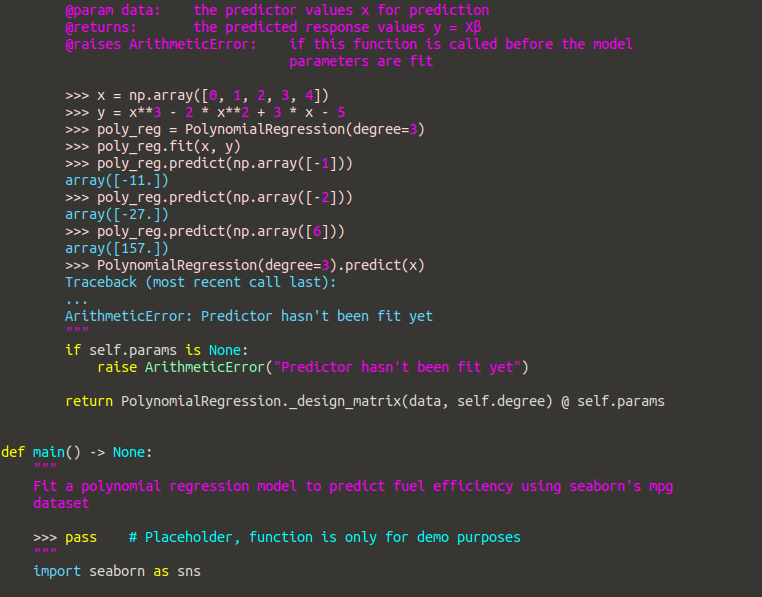 @param data:    the predictor values x for prediction
@returns:       the predicted response values y = Xβ
@raises ArithmeticError:    if this function is called before the model
                            parameters are fit
>>> x = np.array([0, 1, 2, 3, 4])
>>> y = x**3 - 2 * x**2 + 3 * x - 5
>>> poly_reg = PolynomialRegression(degree=3)
>>> poly_reg.fit(x, y)
>>> poly_reg.predict(np.array([-1]))
array([-11.])
>>> poly_reg.predict(np.array([-2]))
array([-27.])
>>> poly_reg.predict(np.array([6]))
array([157.])
>>> PolynomialRegression(degree=3).predict(x)
Traceback (most recent call last):
...
ArithmeticError: Predictor hasn't been fit yet
"""
if self.params is None:
    raise ArithmeticError("Predictor hasn't been fit yet")
return PolynomialRegression._design_matrix(data, self.degree) @ self.params
def main() -> None:
    """
    Fit a polynomial regression model to predict fuel efficiency using seaborn's mpg
    dataset
    >>> pass    # Placeholder, function is only for demo purposes
    """
    import seaborn as sns